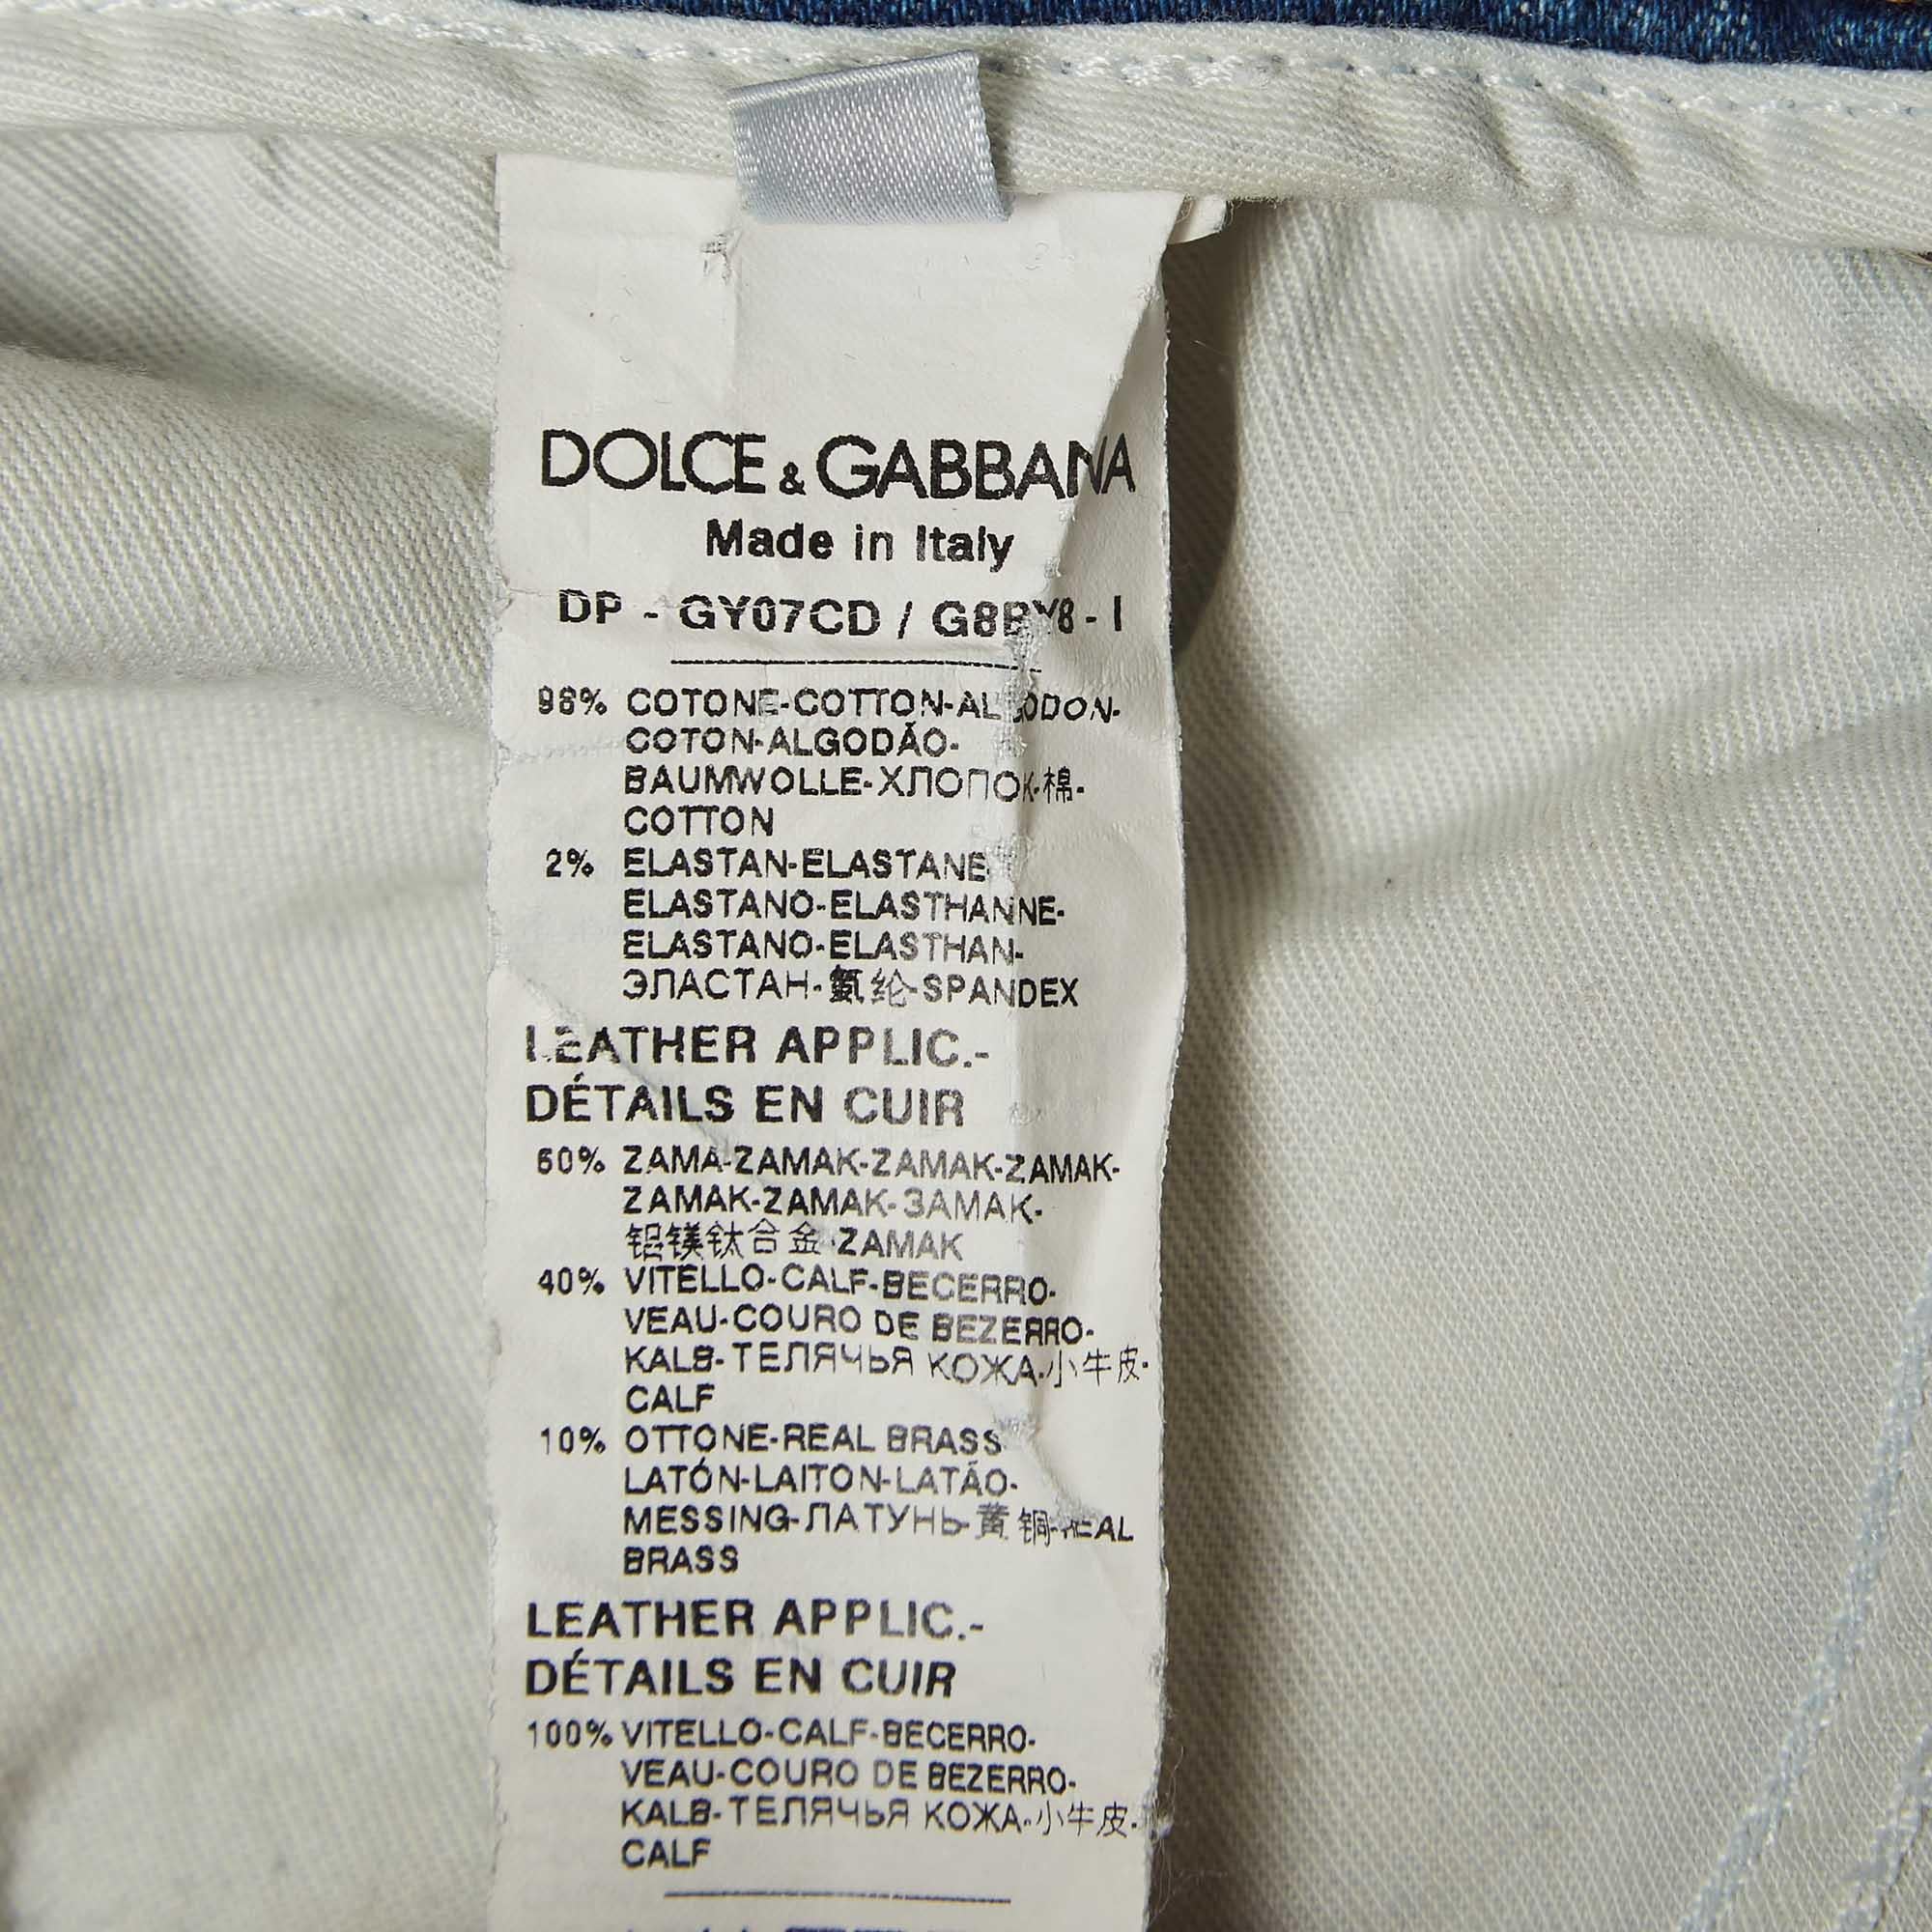 DOLCE & GABBANA
Made in Italy
DP - GY07CD / G8BY8 - I
98% COTONE-COTTON-ALGODON-
COTON-ALGODÃO-
BAUMWOLLE-ХЛОПОК-棉-
COTTON
2% ELASTAN-ELASTANE
ELASTANO-ELASTHANNE-
ELASTANO-ELASTHAN-
ЭЛАСТАН-氨纶-SPANDEX
LEATHER APPLIC.-
DÉTAILS EN CUIR
50% ZAMA-ZAMAK-ZAMAK-ZAMAK-
ZAMAK-ZAMAK-ЗАМАК-
铝镁钛合金-ZAMAK
40% VITELLO-CALF-BECERRO-
VEAU-COURO DE BEZERRO-
KALB-ТЕЛЯЧЬЯ КОЖА-小牛皮-
CALF
10% OTTONE-REAL BRASS
LATÓN-LAITON-LATÃO-
MESSING-ЛАТУНЬ-黄铜-REAL
BRASS
LEATHER APPLIC.-
DÉTAILS EN CUIR
100% VITELLO-CALF-BECERRO-
VEAU-COURO DE BEZERRO-
KALB-ТЕЛЯЧЬЯ КОЖА-小牛皮-
CALF